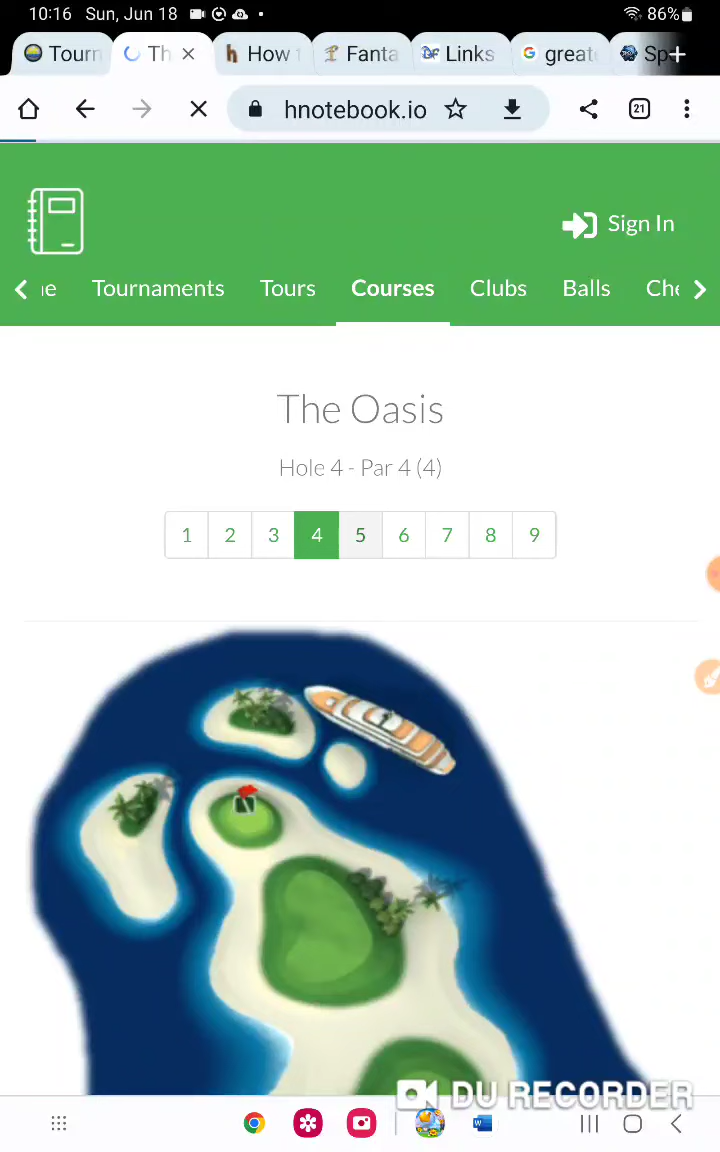 10:16 Sun, Jun 18 • 86%
Tourn Th How t Fanta Links great Sp
hnotebook.io 21
Sign In
ne Tournaments Tours Courses Clubs Balls Che
The Oasis
Hole 4 - Par 4 (4)
1 2 3 4 5 6 7 8 9
DU RECORDER